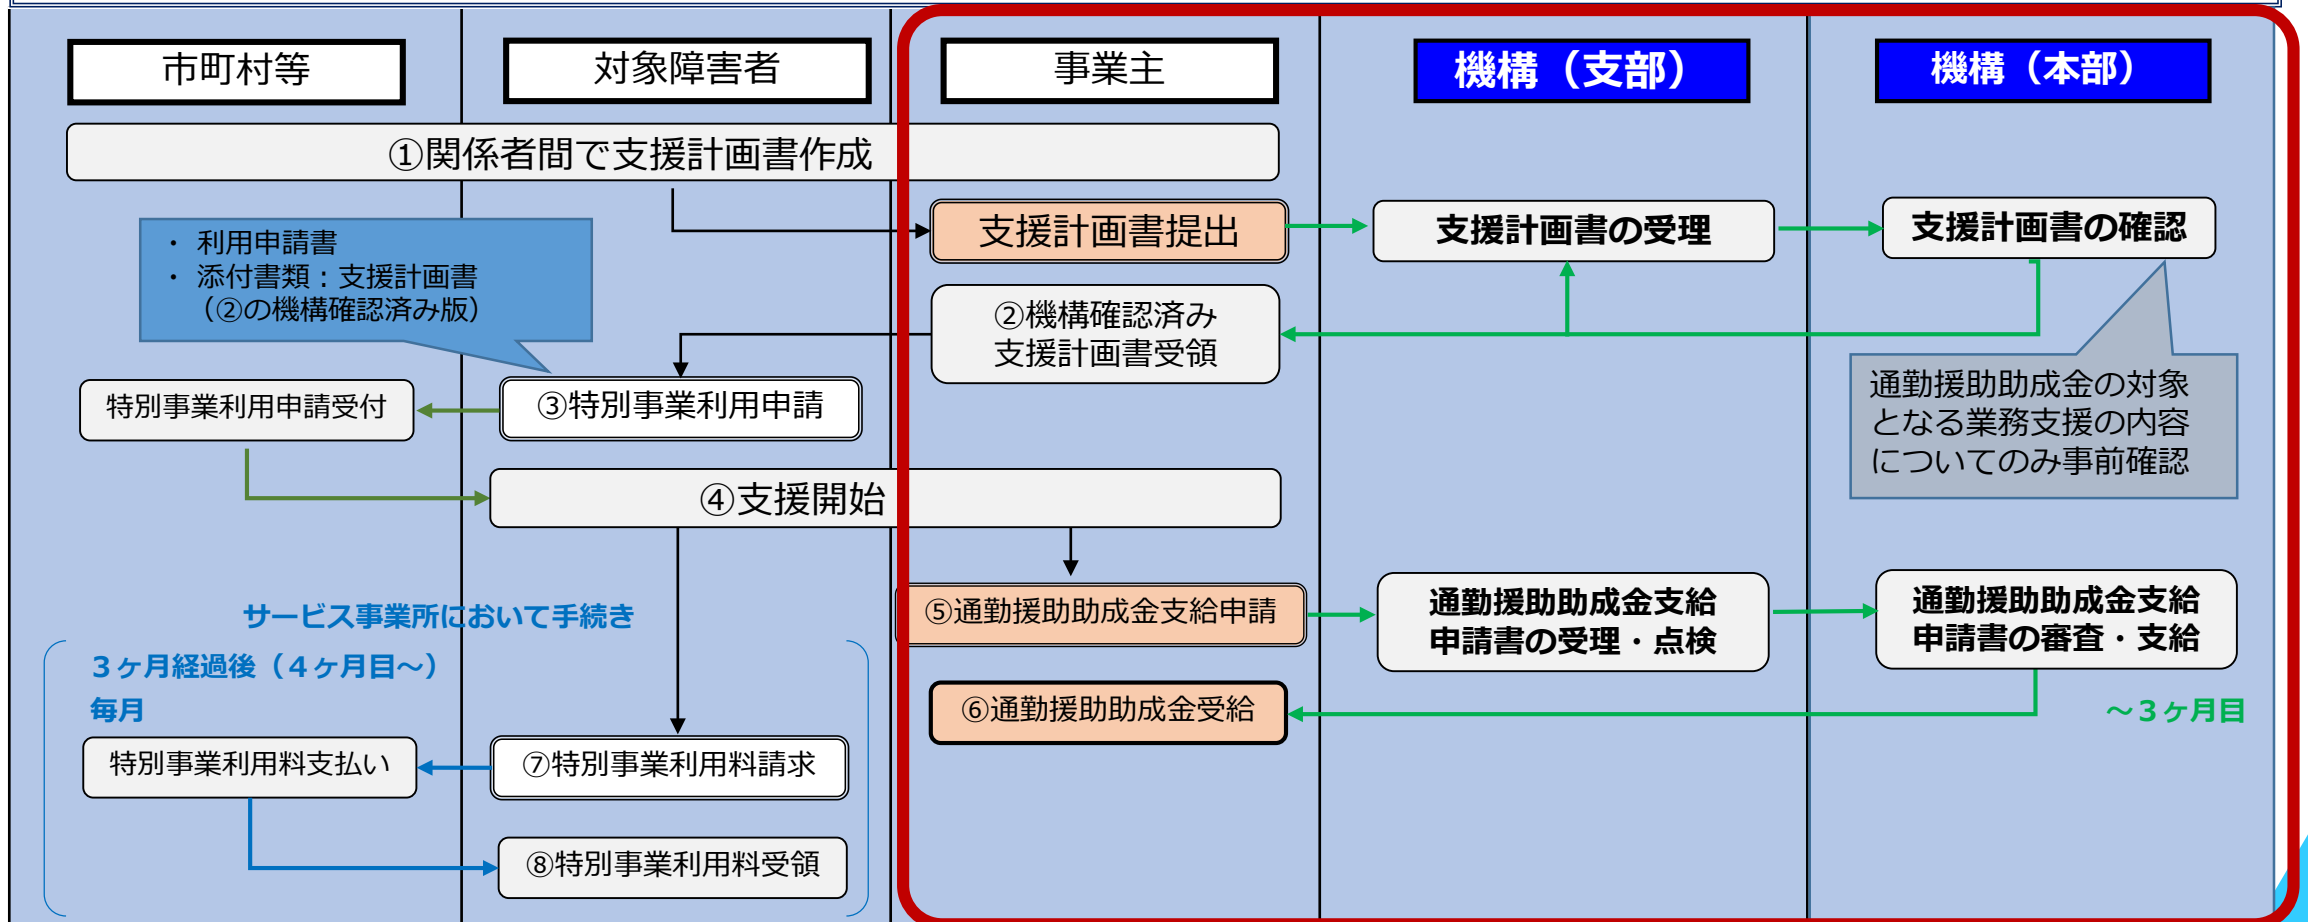 市町村等
対象障害者
事業主
機構（支部）
機構（本部）
①関係者間で支援計画書作成
支援計画書提出
支援計画書の受理
支援計画書の確認
・ 利用申請書
・ 添付書類：支援計画書
（②の機構確認済み版）
②機構確認済み
支援計画書受領
通勤援助助成金の対象
となる業務支援の内容
についてのみ事前確認
特別事業利用申請受付
③特別事業利用申請
④支援開始
サービス事業所において手続き
⑤通勤援助助成金支給申請
通勤援助助成金支給
申請書の受理・点検
通勤援助助成金支給
申請書の審査・支給
３ヶ月経過後（４ヶ月目～）
毎月
⑥通勤援助助成金受給
～３ヶ月目
特別事業利用料支払い
⑦特別事業利用料請求
⑧特別事業利用料受領